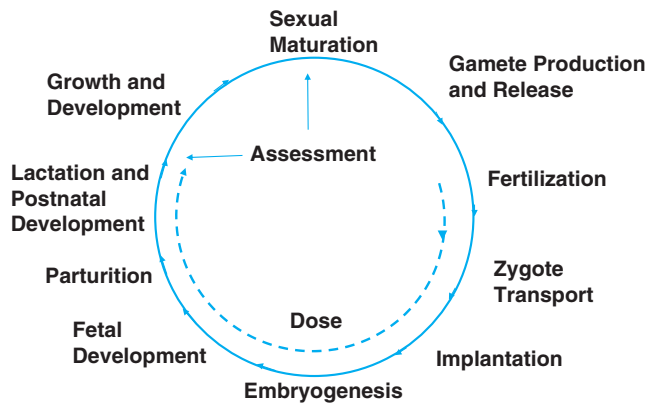 Sexual
Maturation
Gamete Production
and Release
Growth and
Development
Assessment
Lactation and
Postnatal
Development
Fertilization
Parturition
Zygote
Transport
Dose
Fetal
Development
Implantation
Embryogenesis